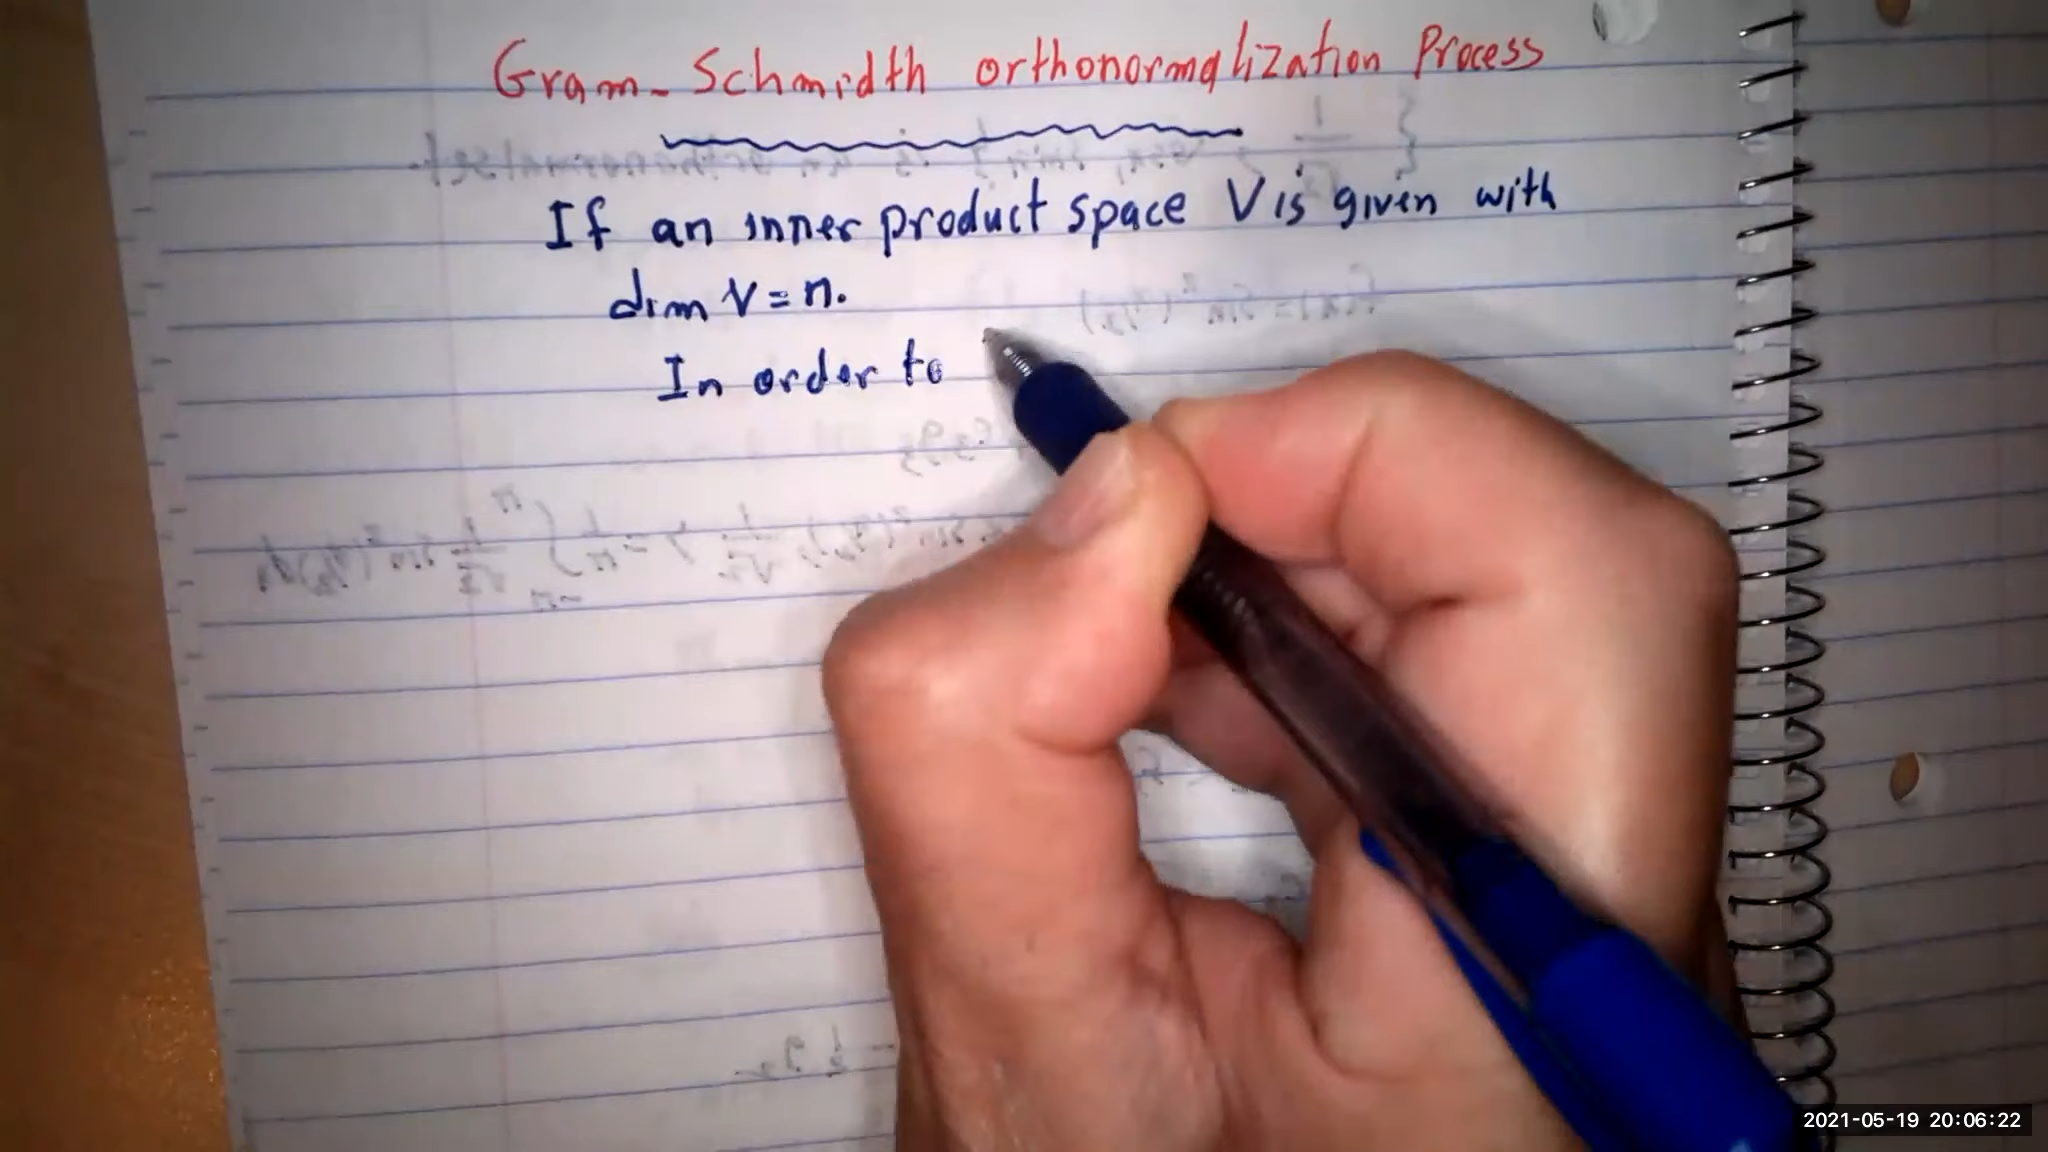 Gram-Schmidth orthonormalization Process
If an inner product space V is given with
dim V = n.
In order to
2021-05-19 20:06:22